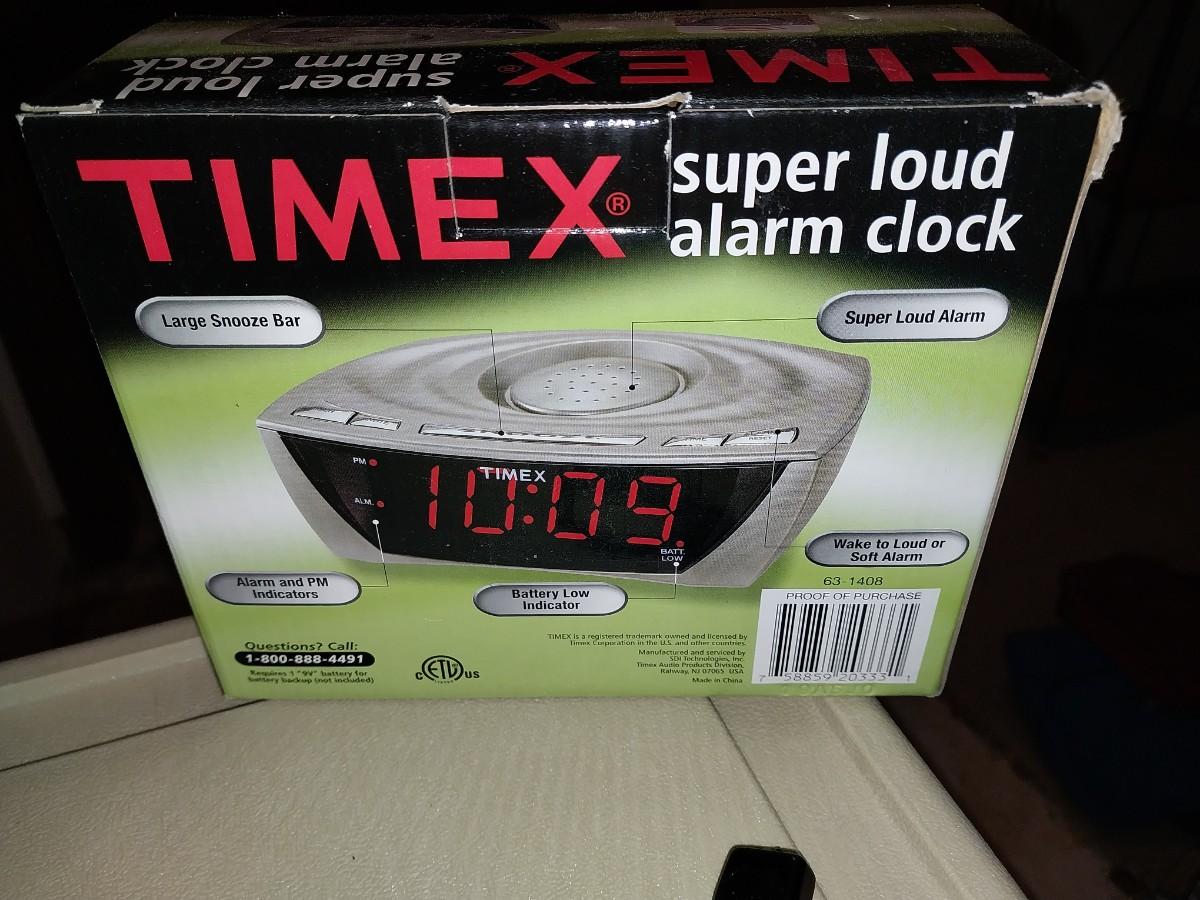 super loud
alarm clock
TIMEX®
TIMEX®
super loud
alarm clock
Large Snooze Bar
Super Loud Alarm
TIMEX
PM
ALM.
10:09
RESET
BATT.
LOW
Wake to Loud or
Soft Alarm
Alarm and PM
Indicators
Battery Low
Indicator
63-1408
PROOF OF PURCHASE
7 58859 20333 1
Questions? Call:
1-800-888-4491
Requires 1 "9V" battery for
battery backup (not included)
C ETL US
LISTED
TIMEX is a registered trademark owned and licensed by
Timex Corporation in the U.S. and other countries.
Manufactured and serviced by
SDI Technologies, Inc.
Timex Audio Products Division,
Rahway, NJ 07065 USA
Made in China